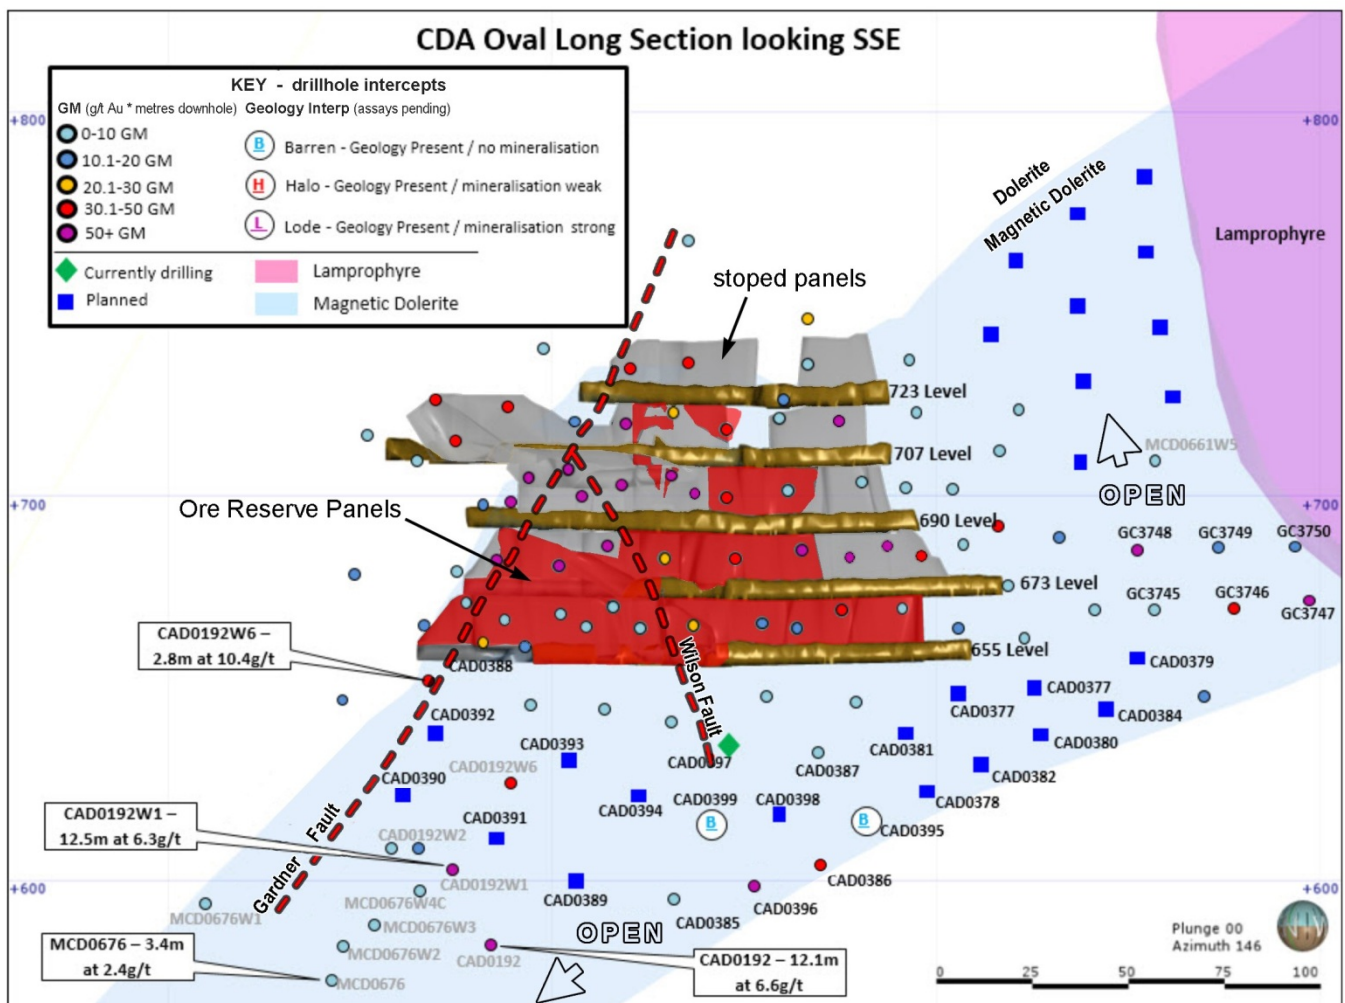 CDA Oval Long Section looking SSE
KEY - drillhole intercepts
GM (g/t Au * metres downhole) Geology Interp (assays pending)
0-10 GM
10.1-20 GM
20.1-30 GM
30.1-50 GM
50+ GM
B Barren - Geology Present / no mineralisation
H Halo - Geology Present / mineralisation weak
L Lode - Geology Present / mineralisation strong
Currently drilling
Planned
Lamprophyre
Magnetic Dolerite
+800
+800
Dolerite
Magnetic Dolerite
Lamprophyre
stoped panels
723 Level
707 Level
MCD0661W5
OPEN
+700
+700
Ore Reserve Panels
690 Level
GC3748
GC3749
GC3750
673 Level
GC3745
GC3746
GC3747
CAD0192W6 –
2.8m at 10.4g/t
655 Level
CAD0388
Wilson Fault
CAD0379
CAD0377
CAD0377
CAD0384
CAD0392
CAD0393
CAD0381
CAD0380
CAD0397
CAD0387
CAD0192W6
CAD0390
CAD0382
CAD0394
CAD0399
CAD0398
CAD0378
B
B
CAD0395
CAD0391
Gardner Fault
CAD0192W1 –
12.5m at 6.3g/t
CAD0192W2
CAD0192W1
CAD0386
+600
+600
CAD0389
MCD0676W4C
MCD0676W1
CAD0396
MCD0676W3
CAD0385
OPEN
MCD0676 – 3.4m
at 2.4g/t
MCD0676W2
CAD0192
MCD0676
CAD0192 – 12.1m
at 6.6g/t
Plunge 00
Azimuth 146
0 25 50 75 100